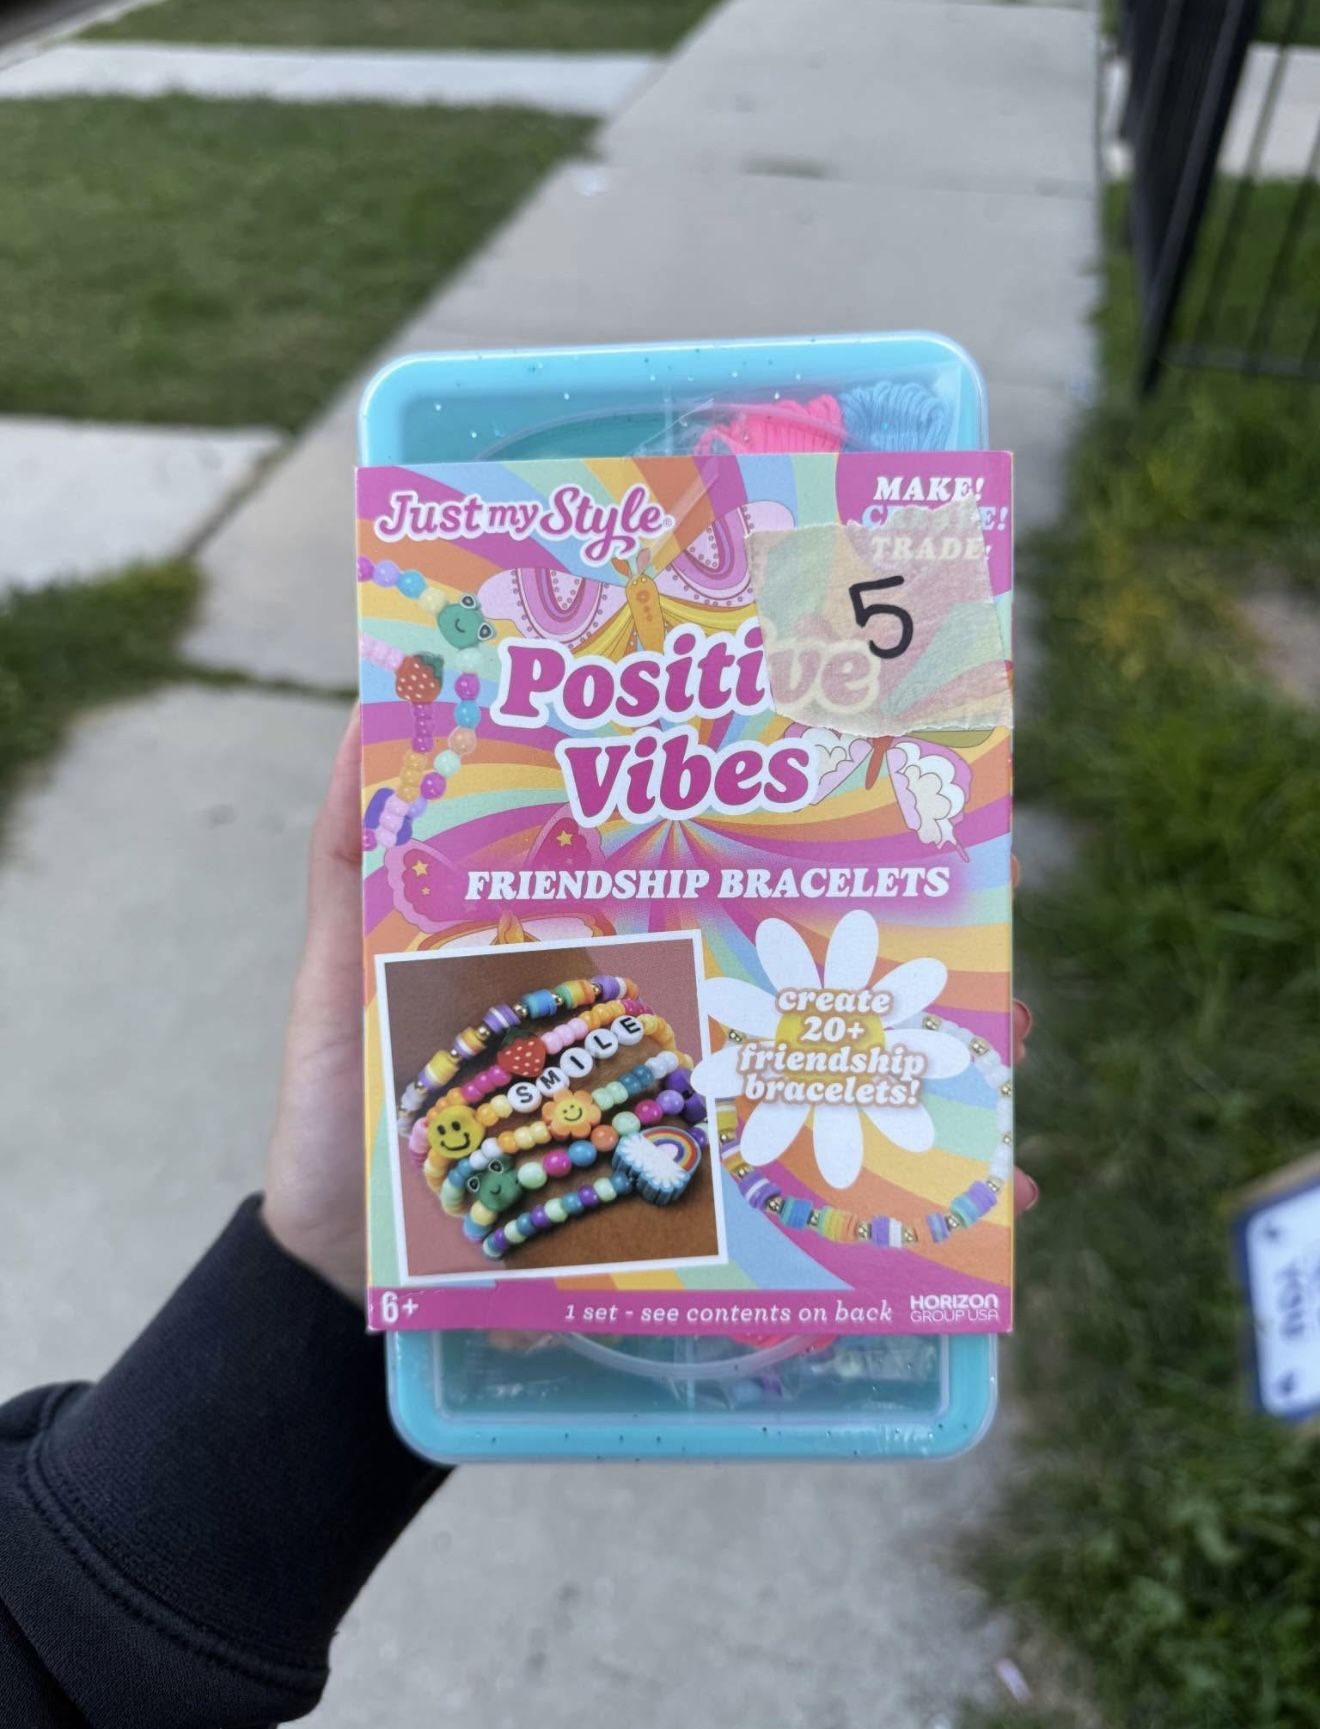 Just my Style®
MAKE!
CREATE!
TRADE!
5
Positive
Vibes
FRIENDSHIP BRACELETS
SMILE
create
20+
friendship
bracelets!
6+
1 set - see contents on back
HORIZON
GROUP USA